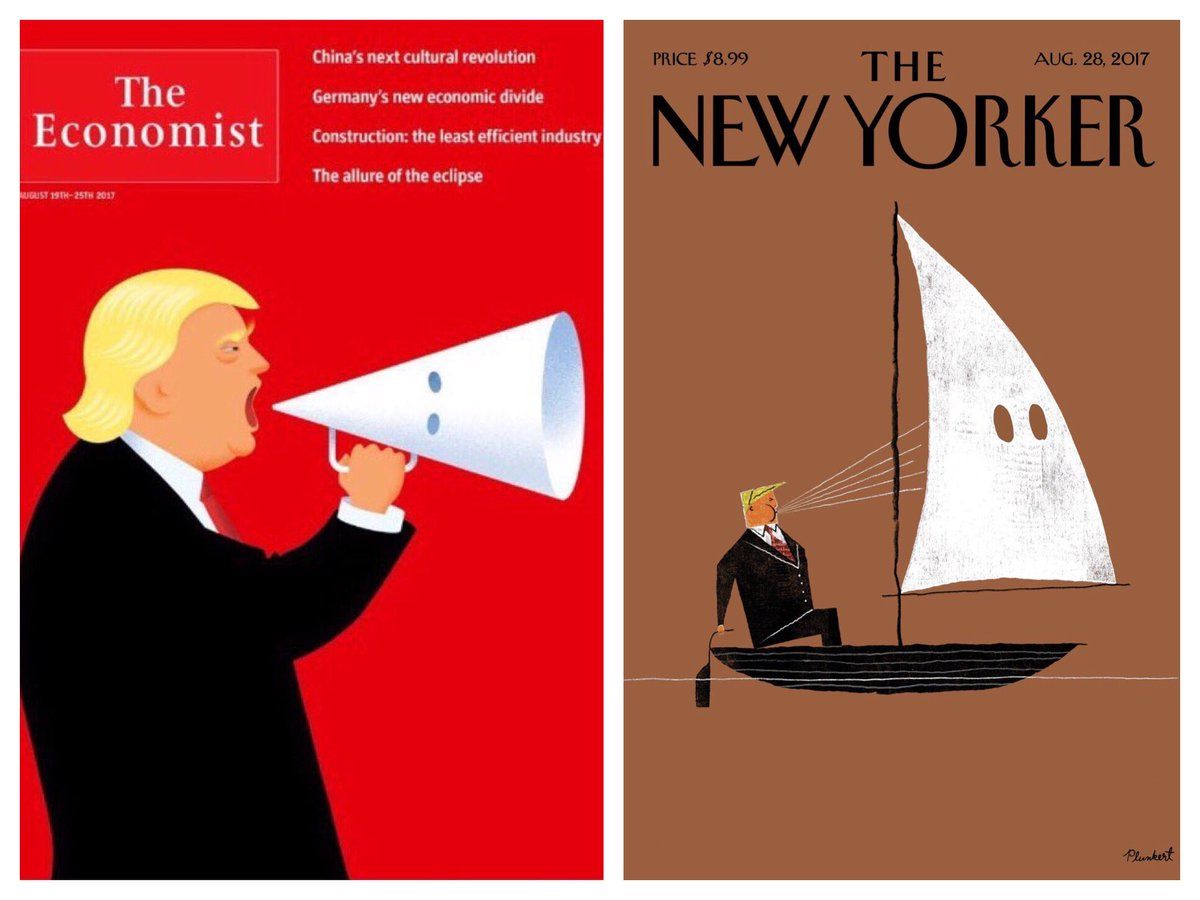 The
Economist
AUGUST 19TH–25TH 2017
China's next cultural revolution
Germany's new economic divide
Construction: the least efficient industry
The allure of the eclipse
PRICE $8.99
THE
AUG. 28, 2017
NEW YORKER
Plunkert